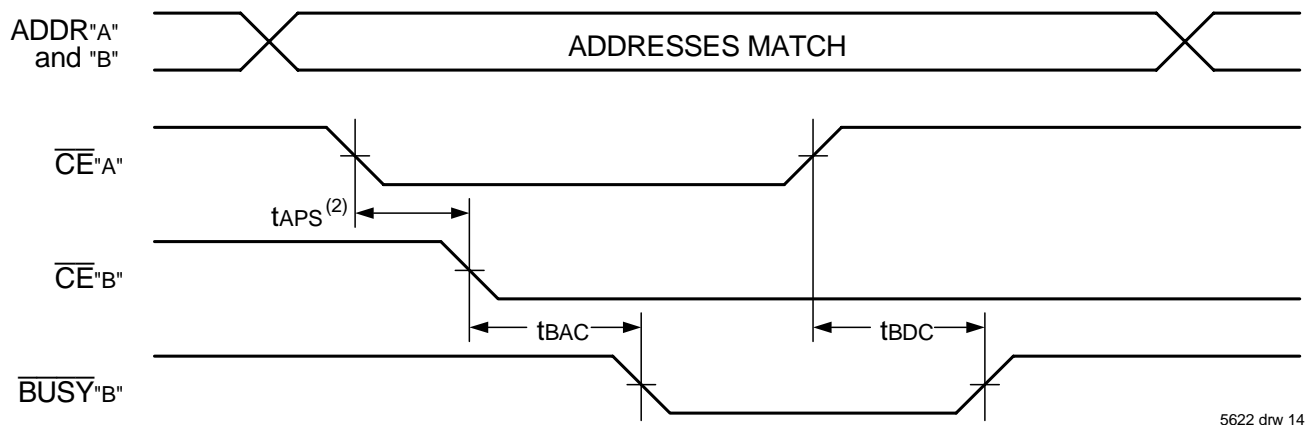 ADDR"A"
and "B"
ADDRESSES MATCH
CE"A"
tAPS(2)
CE"B"
tBAC
tBDC
BUSY"B"
5622 drw 14